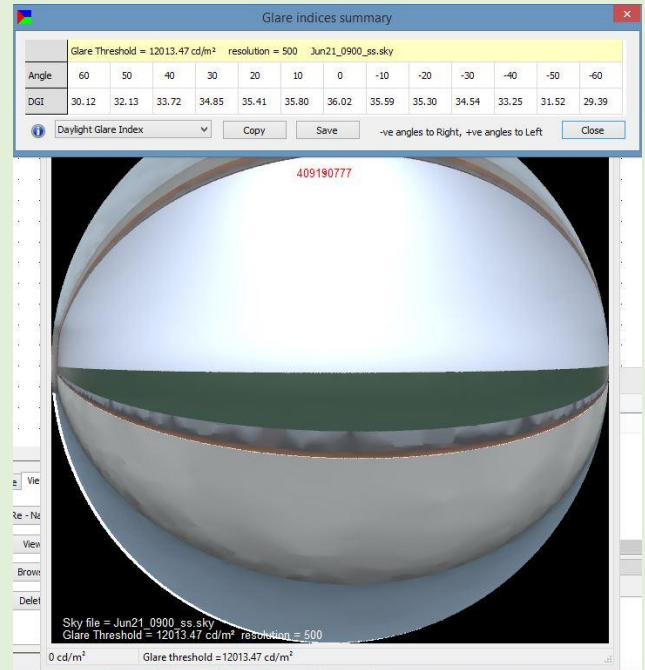 Glare indices summary
GI Glare Threshold = 12013.47 cd/m² resolution = 500 Jun21_0900_ss.sky
Angle 60 50 40 30 20 10 0 -10 -20 -30 -40 -50 -60
DGI 30.12 32.13 33.72 34.85 35.41 35.80 36.02 35.59 35.30 34.54 33.25 31.52 29.39
Daylight Glare Index Copy Save -ve angles to Right, +ve angles to Left Close
e Vie
Re - Na
View
Brows
Delet
Sky file = Jun21_0900_ss.sky
Glare Threshold = 12013.47 cd/m² resolution = 500
0 cd/m² Glare threshold =12013.47 cd/m²